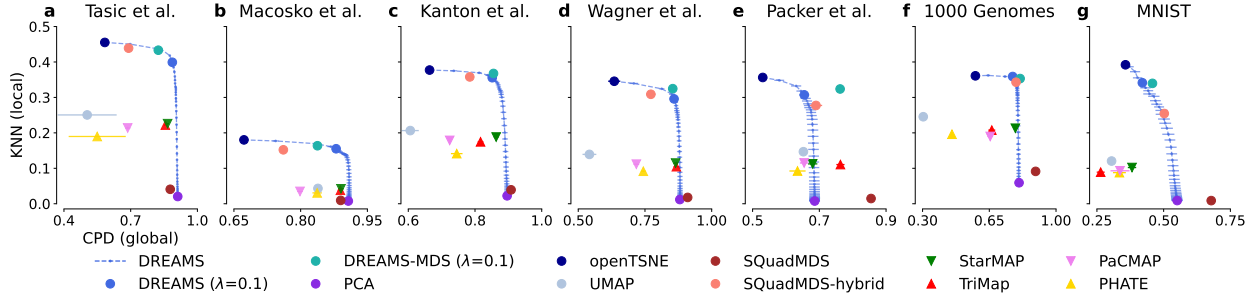 a Tasic et al.
b Macosko et al.
c Kanton et al.
d Wagner et al.
e Packer et al.
f 1000 Genomes
g MNIST
KNN (local)
0.5
0.4
0.3
0.2
0.1
0.0
0.4 0.7 1.0
0.65 0.80 0.95
0.6 0.8 1.0
0.50 0.75 1.00
0.5 0.7 0.9
0.30 0.65 1.00
0.25 0.50 0.75
CPD (global)
DREAMS
DREAMS (λ=0.1)
DREAMS-MDS (λ=0.1)
PCA
openTSNE
UMAP
SQuadMDS
SQuadMDS-hybrid
StarMAP
TriMap
PaCMAP
PHATE